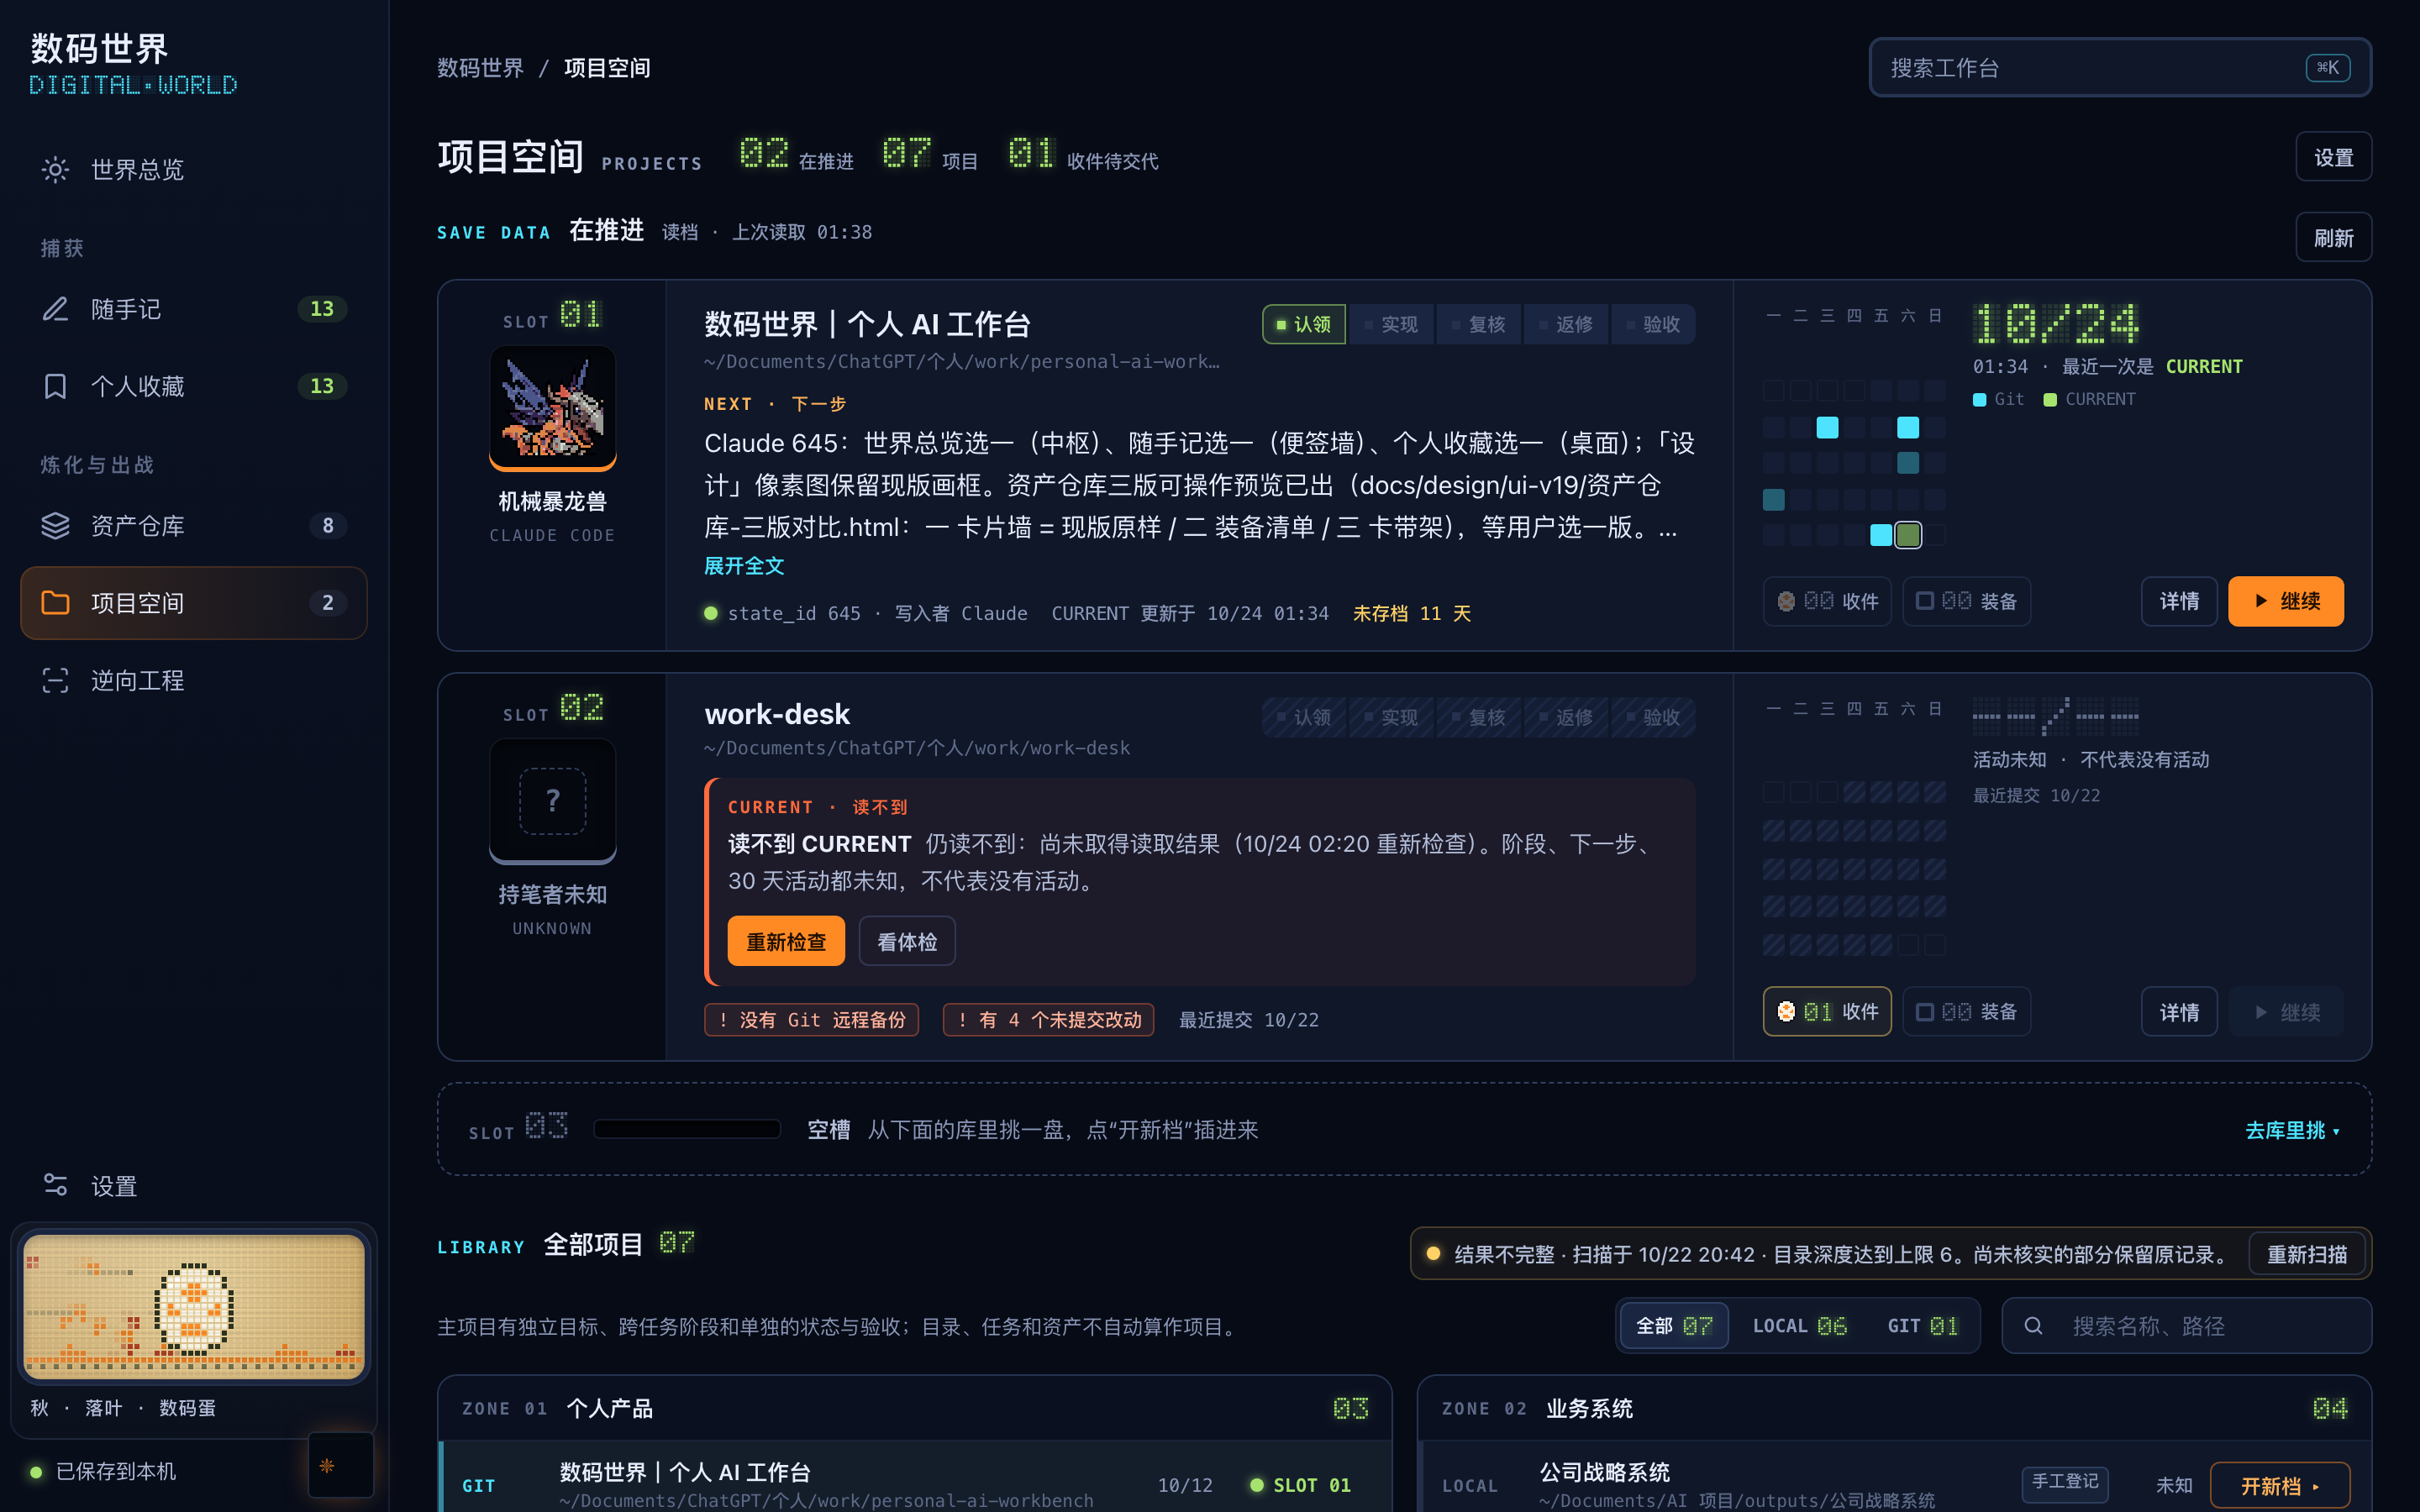 数码世界
DIGITAL·WORLD
世界总览
捕获
随手记 13
个人收藏 13
炼化与出战
资产仓库 8
项目空间 2
逆向工程
设置
秋 · 落叶 · 数码蛋
已保存到本机
数码世界 / 项目空间
搜索工作台 ⌘K
项目空间 PROJECTS 02 在推进 07 项目 01 收件待交代
设置
SAVE DATA 在推进 读档 · 上次读取 01:38
刷新
SLOT 01
机械暴龙兽
CLAUDE CODE
数码世界｜个人 AI 工作台
认领 实现 复核 返修 验收
~/Documents/ChatGPT/个人/work/personal-ai-work…
NEXT · 下一步
Claude 645：世界总览选一（中枢）、随手记选一（便签墙）、个人收藏选一（桌面）；「设
计」像素图保留现版画框。资产仓库三版可操作预览已出（docs/design/ui-v19/资产仓
库-三版对比.html：一 卡片墙 = 现版原样 / 二 装备清单 / 三 卡带架），等用户选一版。…
展开全文
state_id 645 · 写入者 Claude CURRENT 更新于 10/24 01:34 未存档 11 天
一 二 三 四 五 六 日
10/24
01:34 · 最近一次是 CURRENT
Git CURRENT
00 收件 00 装备 详情 继续
SLOT 02
?
持笔者未知
UNKNOWN
work-desk
认领 实现 复核 返修 验收
~/Documents/ChatGPT/个人/work/work-desk
CURRENT · 读不到
读不到 CURRENT 仍读不到：尚未取得读取结果（10/24 02:20 重新检查）。阶段、下一步、
30 天活动都未知，不代表没有活动。
重新检查 看体检
! 没有 Git 远程备份 ! 有 4 个未提交改动 最近提交 10/22
一 二 三 四 五 六 日
--/--
活动未知 · 不代表没有活动
最近提交 10/22
01 收件 00 装备 详情 继续
SLOT 03 空槽 从下面的库里挑一盘，点“开新档”插进来 去库里挑
LIBRARY 全部项目 07
结果不完整 · 扫描于 10/22 20:42 · 目录深度达到上限 6。尚未核实的部分保留原记录。 重新扫描
主项目有独立目标、跨任务阶段和单独的状态与验收；目录、任务和资产不自动算作项目。
全部 07 LOCAL 06 GIT 01
搜索名称、路径
ZONE 01 个人产品 03
GIT 数码世界｜个人 AI 工作台 10/12 SLOT 01
~/Documents/ChatGPT/个人/work/personal-ai-workbench
ZONE 02 业务系统 04
LOCAL 公司战略系统 手工登记 未知 开新档
~/Documents/AI 项目/outputs/公司战略系统